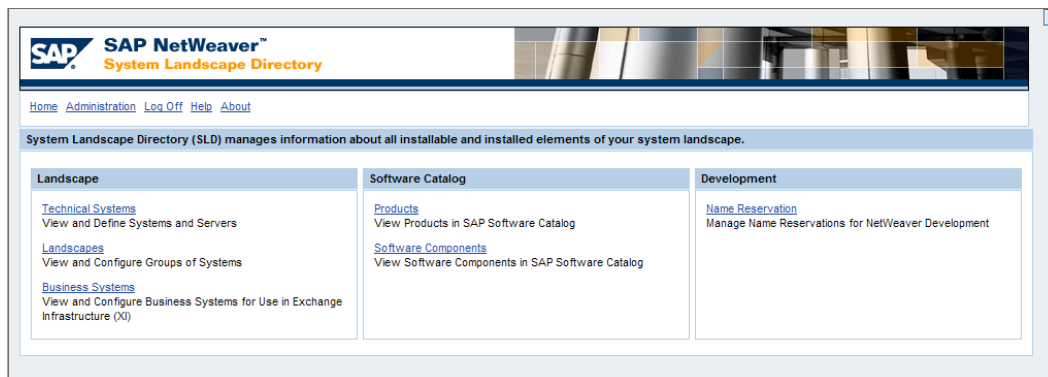 SAP
SAP NetWeaver™
System Landscape Directory
Home Administration Log Off Help About
System Landscape Directory (SLD) manages information about all installable and installed elements of your system landscape.
Landscape
Technical Systems
View and Define Systems and Servers
Landscapes
View and Configure Groups of Systems
Business Systems
View and Configure Business Systems for Use in Exchange
Infrastructure (XI)
Software Catalog
Products
View Products in SAP Software Catalog
Software Components
View Software Components in SAP Software Catalog
Development
Name Reservation
Manage Name Reservations for NetWeaver Development